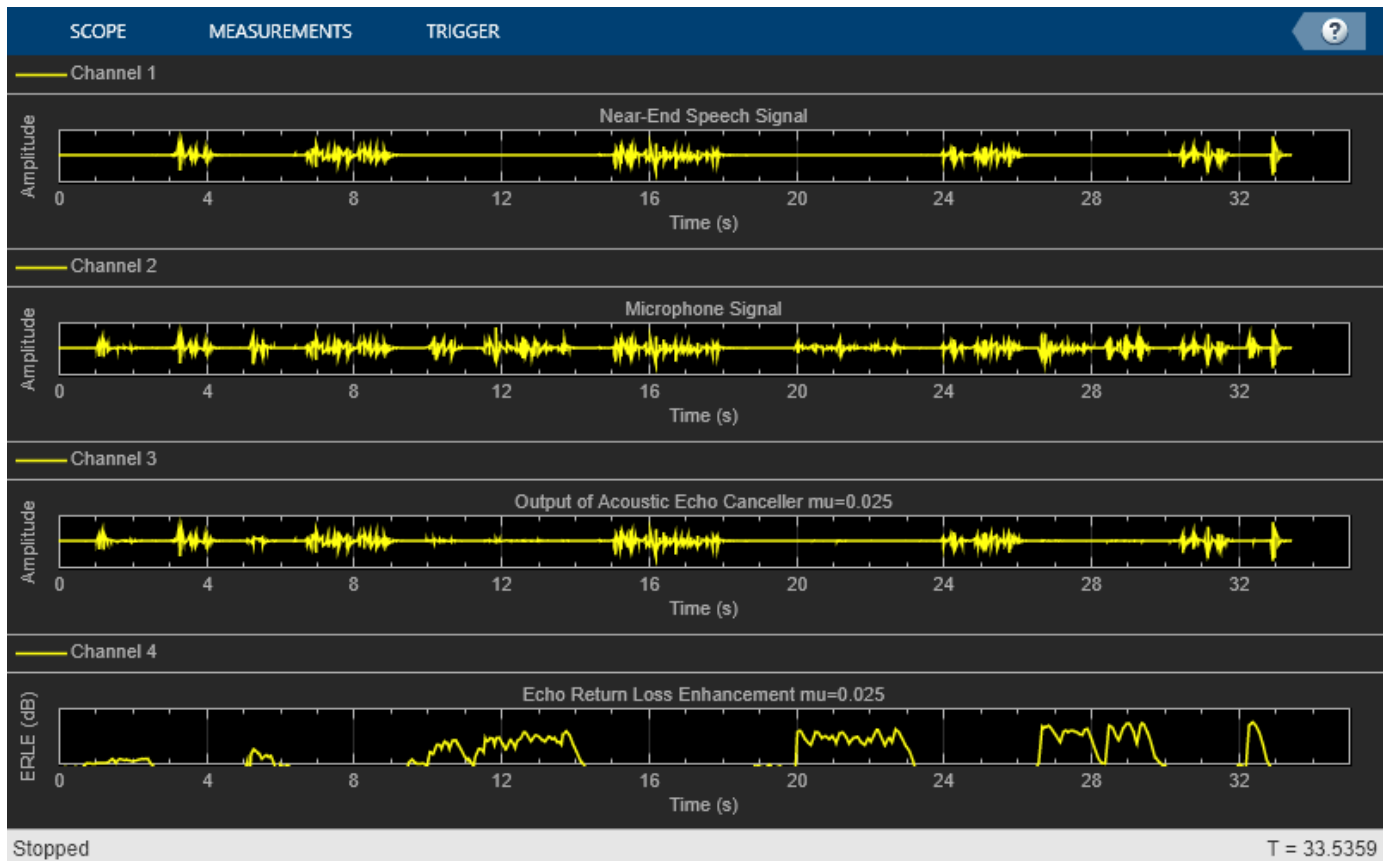 SCOPE MEASUREMENTS TRIGGER ?
Channel 1
Near-End Speech Signal
Amplitude
0 4 8 12 16 20 24 28 32
Time (s)
Channel 2
Microphone Signal
Amplitude
0 4 8 12 16 20 24 28 32
Time (s)
Channel 3
Output of Acoustic Echo Canceller mu=0.025
Amplitude
0 4 8 12 16 20 24 28 32
Time (s)
Channel 4
Echo Return Loss Enhancement mu=0.025
ERLE (dB)
0 4 8 12 16 20 24 28 32
Time (s)
Stopped T = 33.5359